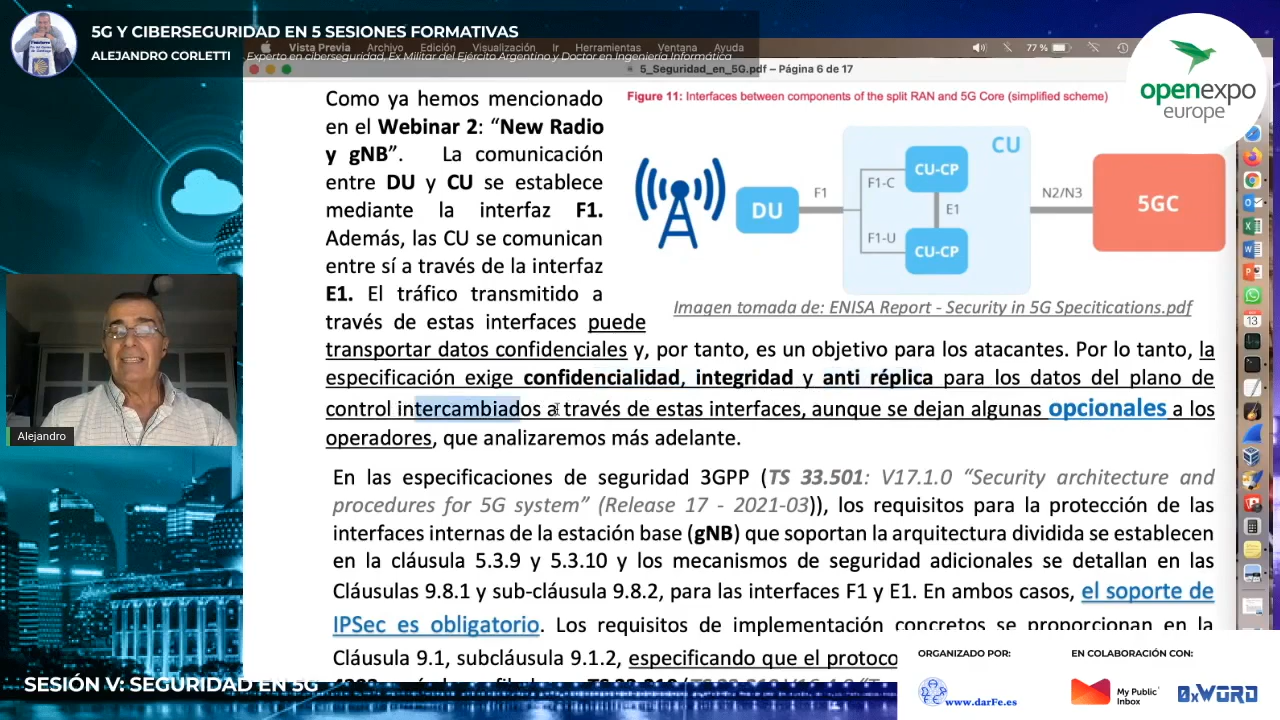 5G Y CIBERSEGURIDAD EN 5 SESIONES FORMATIVAS
ALEJANDRO CORLETTI Experto en ciberseguridad, Ex Militar del Ejército Argentino y Doctor en Ingeniería Informática
Vista Previa Archivo Edición Visualización Ir Herramientas Ventana Ayuda
77 %
5_Seguridad_en_5G.pdf – Página 6 de 17
openexpo
europe
Como ya hemos mencionado
en el Webinar 2: “New Radio
y gNB”. La comunicación
entre DU y CU se establece
mediante la interfaz F1.
Además, las CU se comunican
entre sí a través de la interfaz
E1. El tráfico transmitido a
través de estas interfaces puede
transportar datos confidenciales y, por tanto, es un objetivo para los atacantes. Por lo tanto, la
especificación exige confidencialidad, integridad y anti réplica para los datos del plano de
control intercambiados a través de estas interfaces, aunque se dejan algunas opcionales a los
operadores, que analizaremos más adelante.
Figure 11: Interfaces between components of the split RAN and 5G Core (simplified scheme)
CU
CU-CP
F1-C
F1
DU
E1
N2/N3
5GC
F1-U
CU-CP
Imagen tomada de: ENISA Report - Security in 5G Specitications.pdf
En las especificaciones de seguridad 3GPP (TS 33.501: V17.1.0 “Security architecture and
procedures for 5G system” (Release 17 - 2021-03)), los requisitos para la protección de las
interfaces internas de la estación base (gNB) que soportan la arquitectura dividida se establecen
en la cláusula 5.3.9 y 5.3.10 y los mecanismos de seguridad adicionales se detallan en las
Cláusulas 9.8.1 y sub-cláusula 9.8.2, para las interfaces F1 y E1. En ambos casos, el soporte de
IPSec es obligatorio. Los requisitos de implementación concretos se proporcionan en la
Cláusula 9.1, subcláusula 9.1.2, especificando que el protoco
Alejandro
13
SESIÓN V: SEGURIDAD EN 5G
ORGANIZADO POR:
www.darFe.es
EN COLABORACIÓN CON:
My Public
Inbox
0xWORD